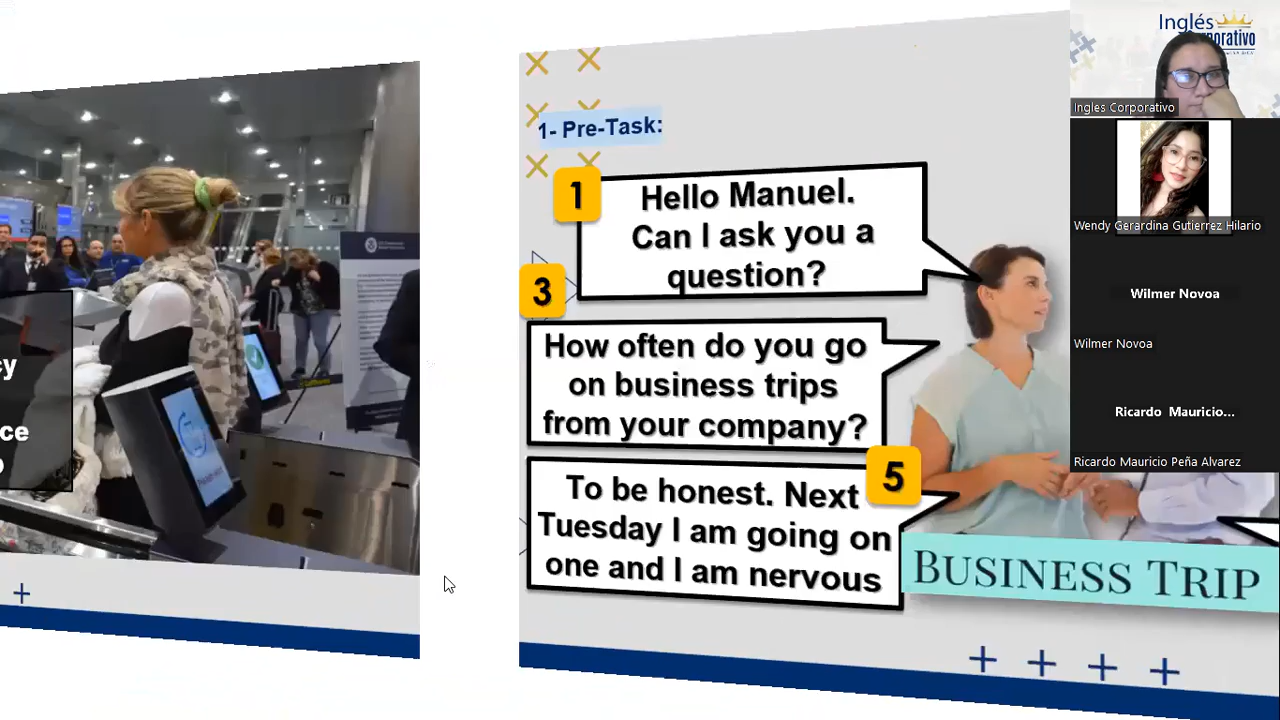 Inglés
Ingles Corporativo
Wendy Gerardina Gutierrez Hilario
Wilmer Novoa
Wilmer Novoa
Ricardo Mauricio...
Ricardo Mauricio Peña Alvarez
1- Pre-Task:
1
Hello Manuel.
Can I ask you a
question?
3
How often do you go
on business trips
from your company?
5
To be honest. Next
Tuesday I am going on
one and I am nervous
BUSINESS TRIP